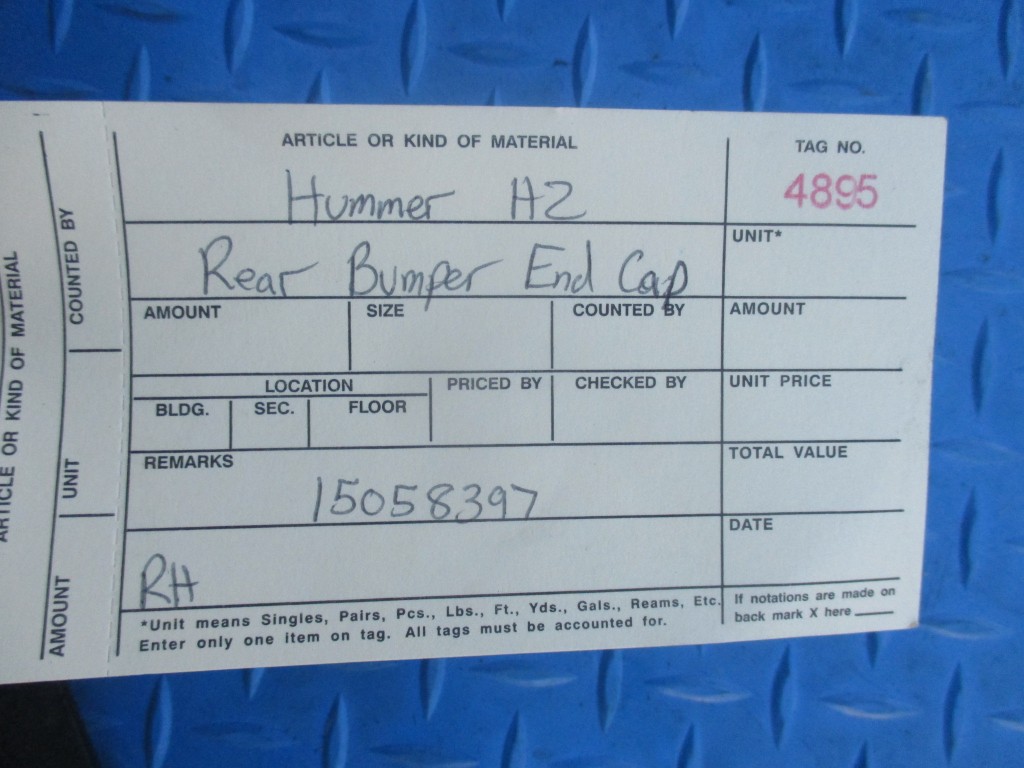 ARTICLE OR KIND OF MATERIAL
Hummer H2
TAG NO.
4895
Rear Bumper End Cap
UNIT*
AMOUNT
SIZE
COUNTED BY
AMOUNT
LOCATION
BLDG.
SEC.
FLOOR
PRICED BY
CHECKED BY
UNIT PRICE
REMARKS
15058397
TOTAL VALUE
RH
DATE
*Unit means Singles, Pairs, Pcs., Lbs., Ft., Yds., Gals., Reams, Etc.
Enter only one item on tag. All tags must be accounted for.
If notations are made on
back mark X here
ARTICLE OR KIND OF MATERIAL
COUNTED BY
UNIT
AMOUNT